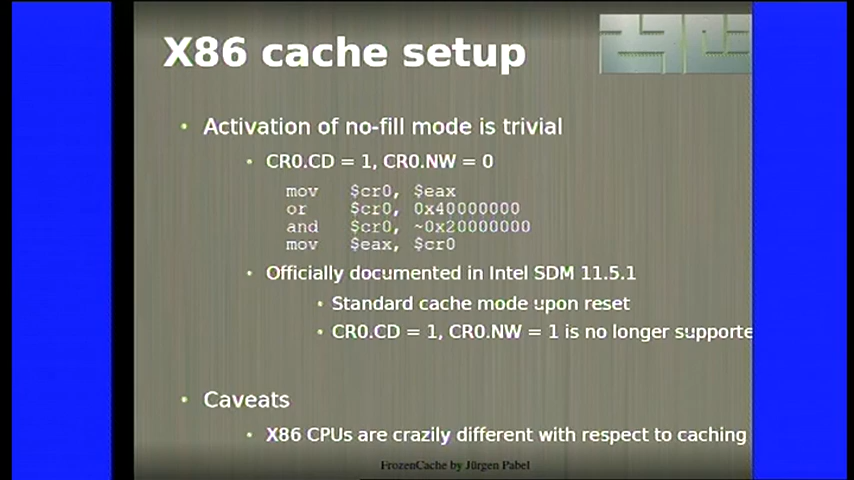 X86 cache setup
• Activation of no-fill mode is trivial
• CR0.CD = 1, CR0.NW = 0
mov $cr0, $eax
or $cr0, 0x40000000
and $cr0, ~0x20000000
mov $eax, $cr0
• Officially documented in Intel SDM 11.5.1
• Standard cache mode upon reset
• CR0.CD = 1, CR0.NW = 1 is no longer supporte
• Caveats
• X86 CPUs are crazily different with respect to caching
FrozenCache by Jürgen Pabel